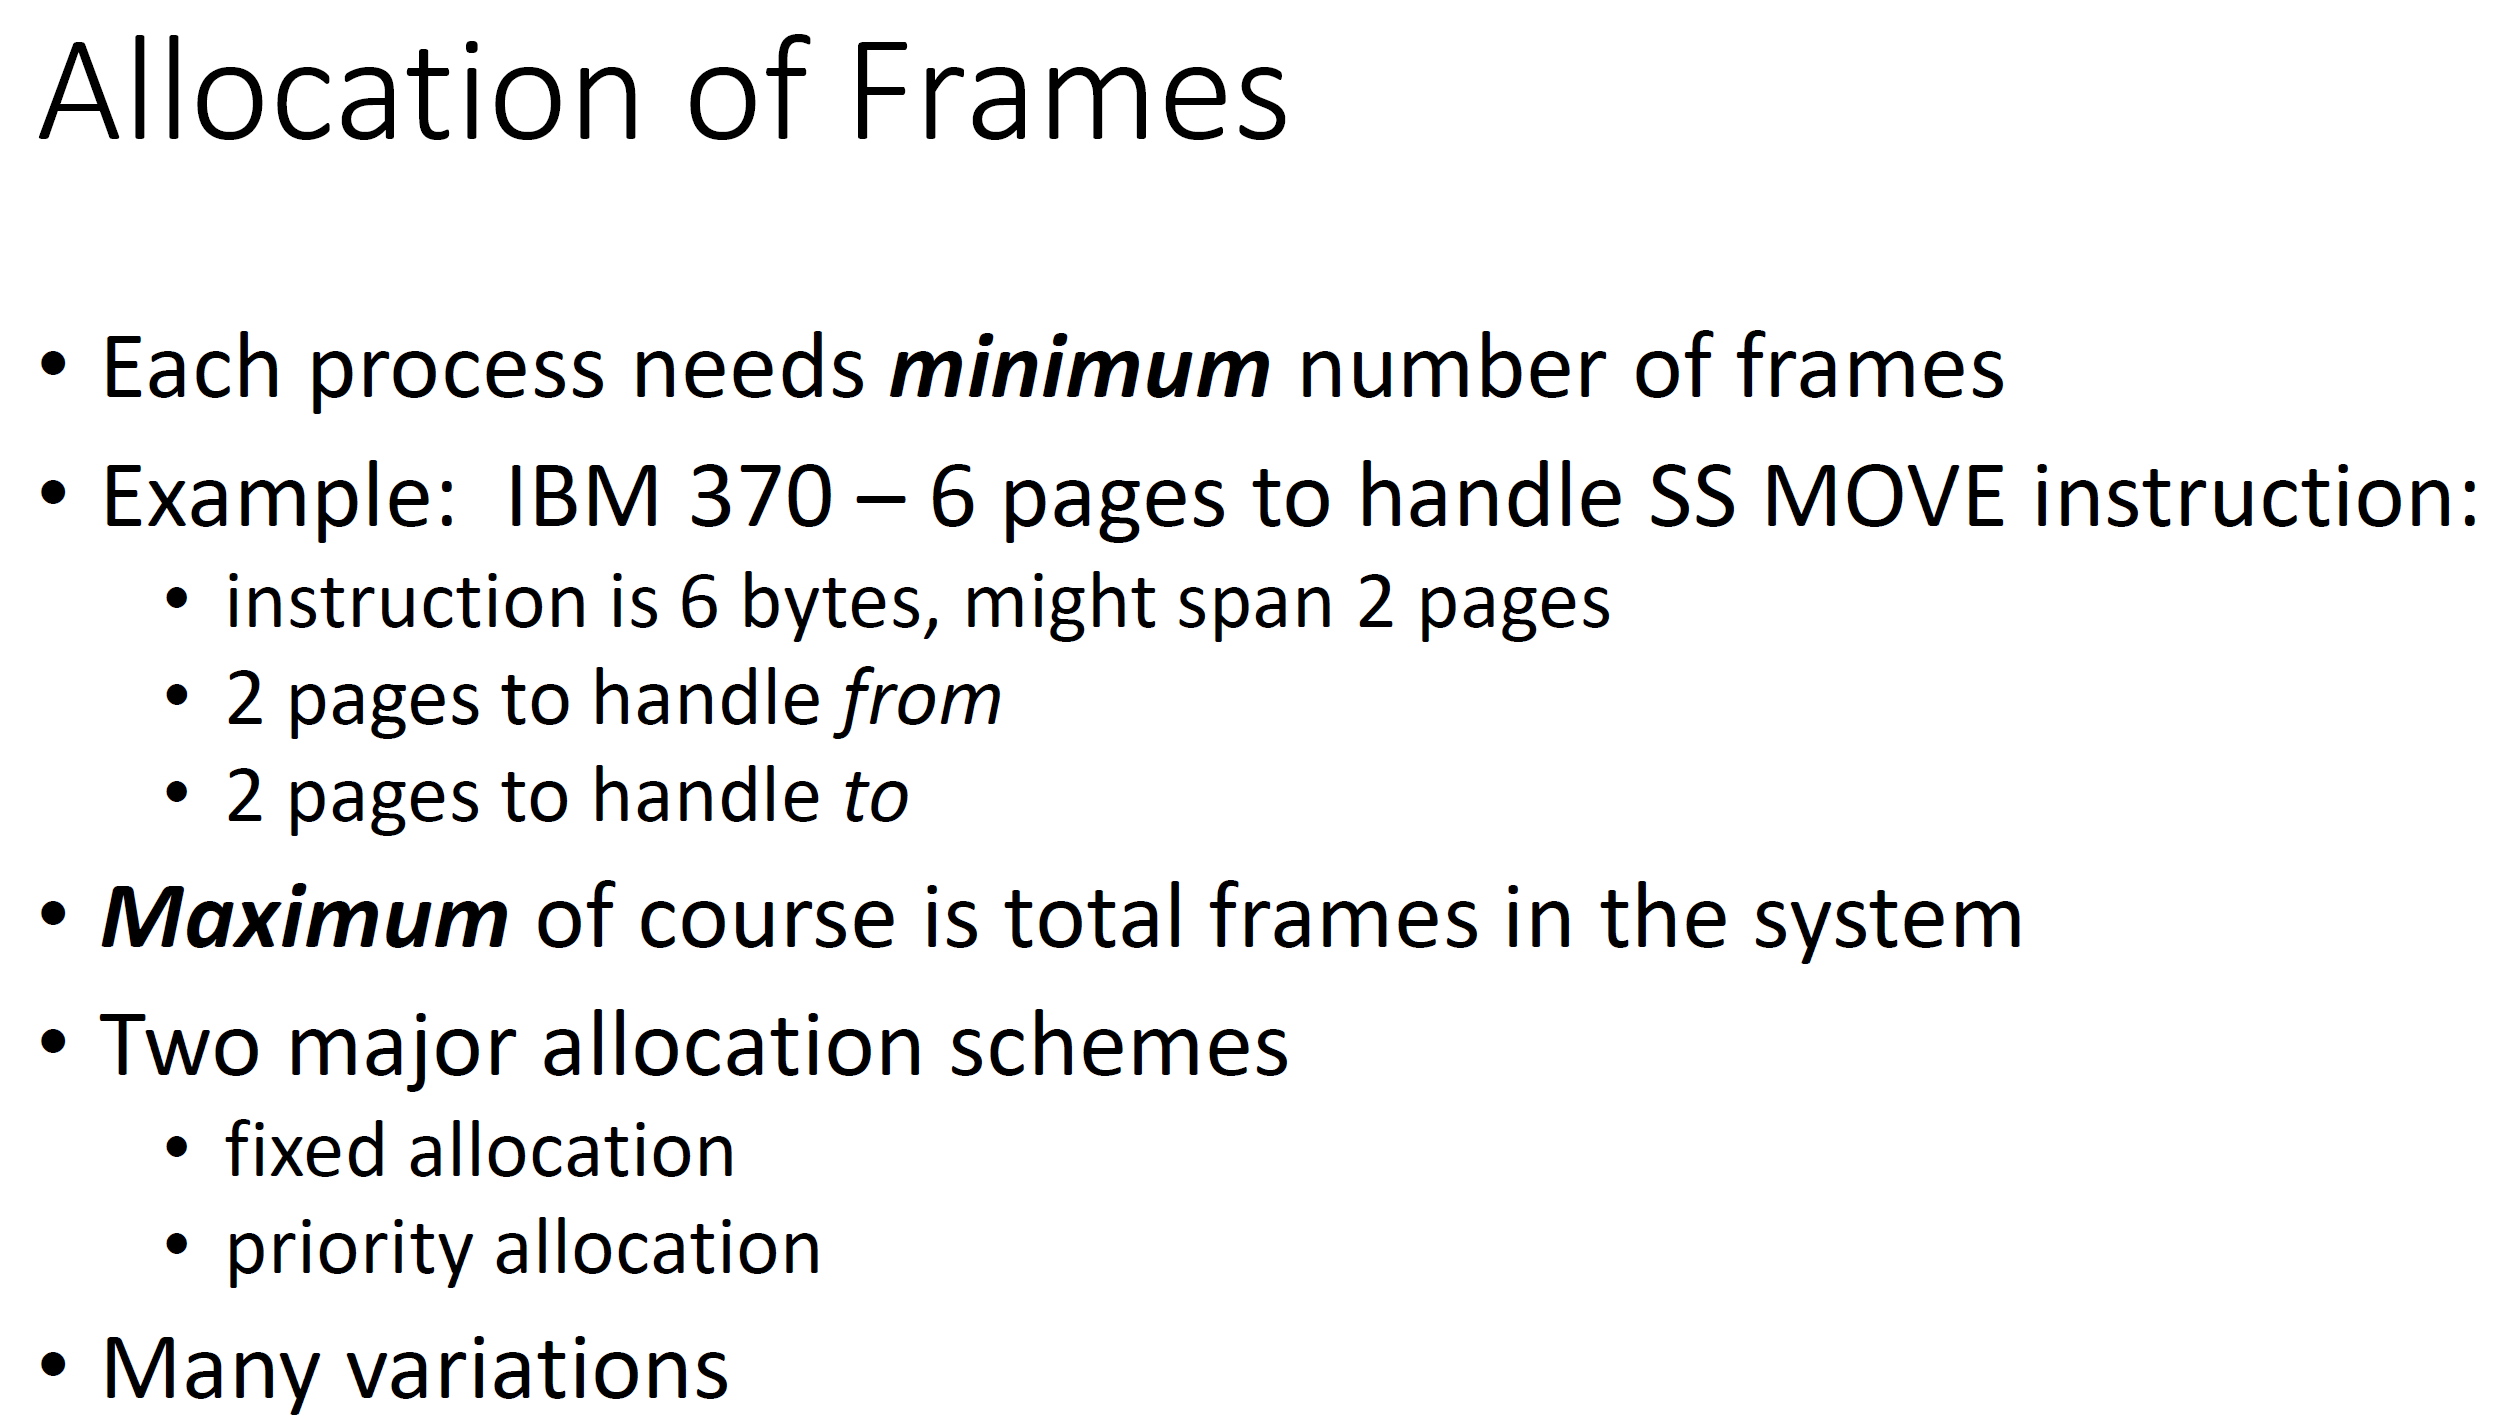 Allocation of Frames
• Each process needs minimum number of frames
• Example:  IBM 370 – 6 pages to handle SS MOVE instruction:
• instruction is 6 bytes, might span 2 pages
• 2 pages to handle from
• 2 pages to handle to
• Maximum of course is total frames in the system
• Two major allocation schemes
• fixed allocation
• priority allocation
• Many variations